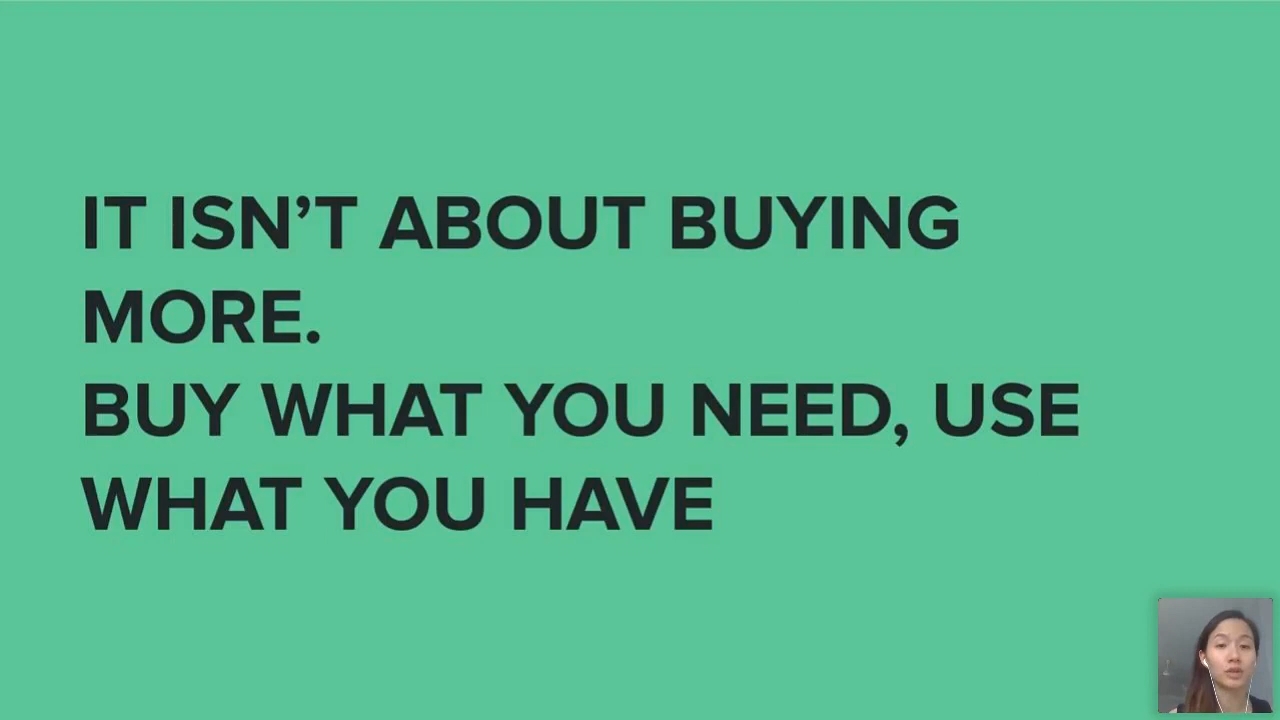 IT ISN’T ABOUT BUYING
MORE.
BUY WHAT YOU NEED, USE
WHAT YOU HAVE